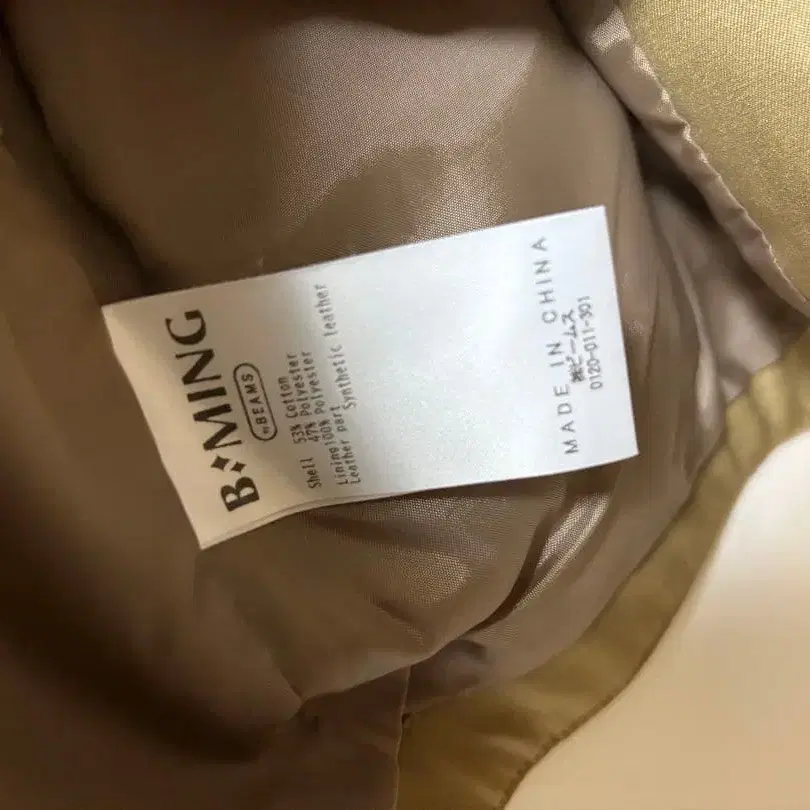 B✦MING
by BEAMS
Shell 53% Cotton
47% Polyester
Lining100% Polyester
Leather part
Synthetic leather
MADE IN CHINA
㈱ビームス
0120-011-301